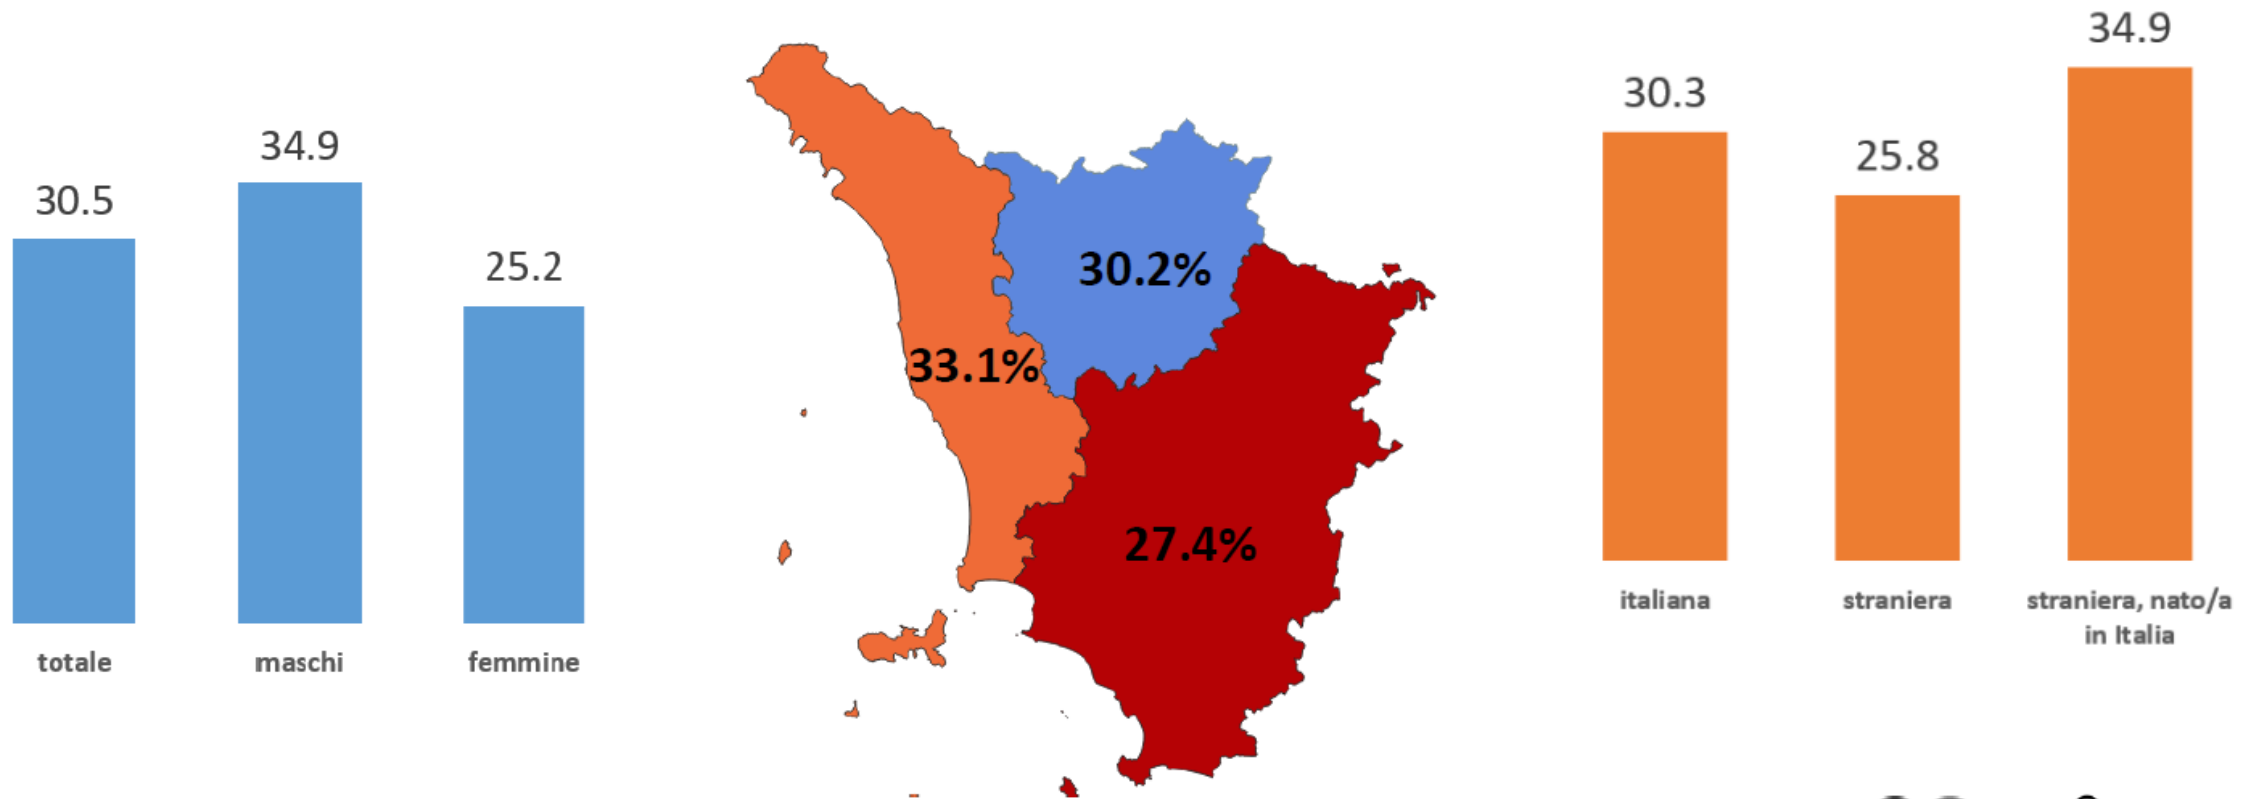 30.5
34.9
25.2
totale
maschi
femmine
30.2%
33.1%
27.4%
30.3
25.8
34.9
italiana
straniera
straniera, nato/a
in Italia